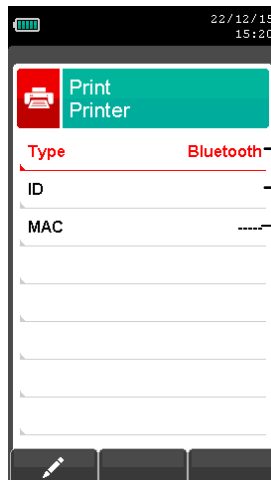 22/12/15
15:20
Print
Printer
Type Bluetooth
ID
MAC -----